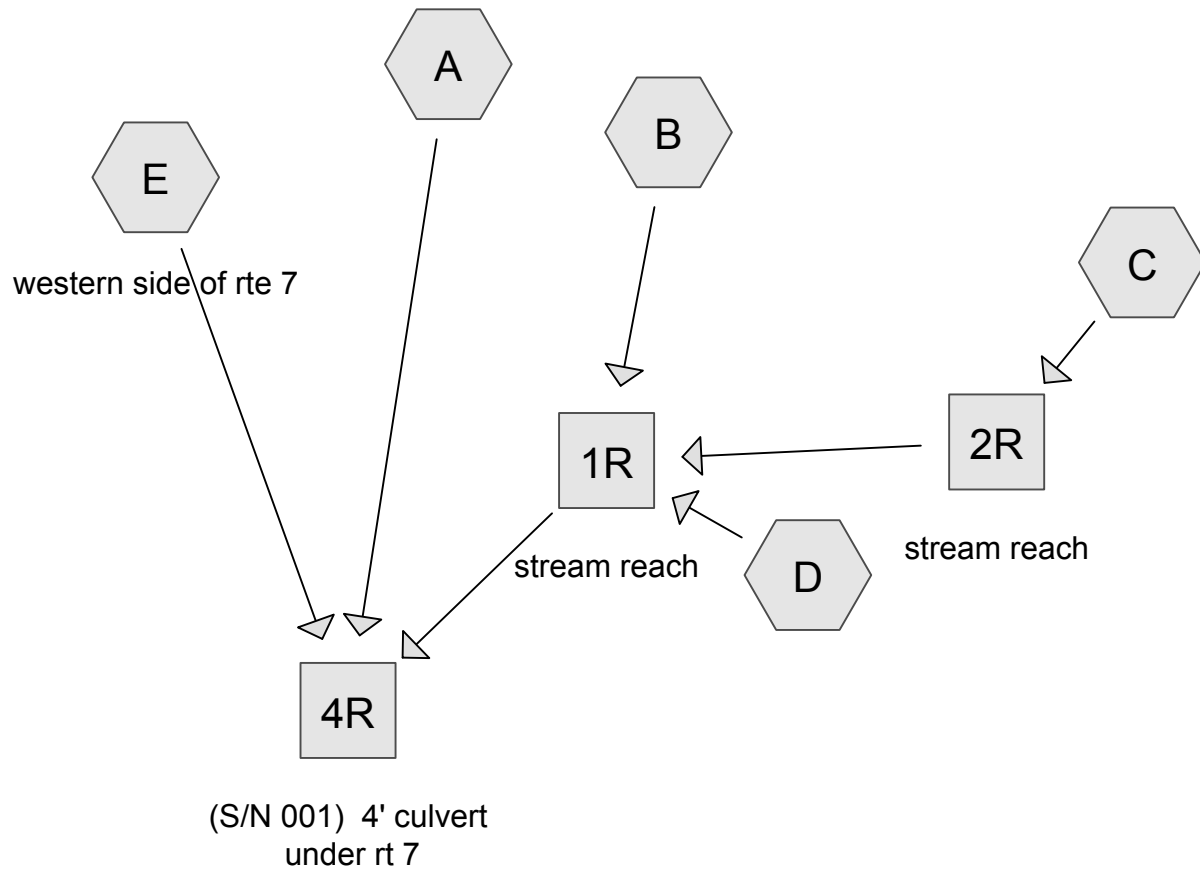 A
B
E
C
western side of rte 7
1R
2R
stream reach
stream reach
D
4R
(S/N 001)  4' culvert
under rt 7